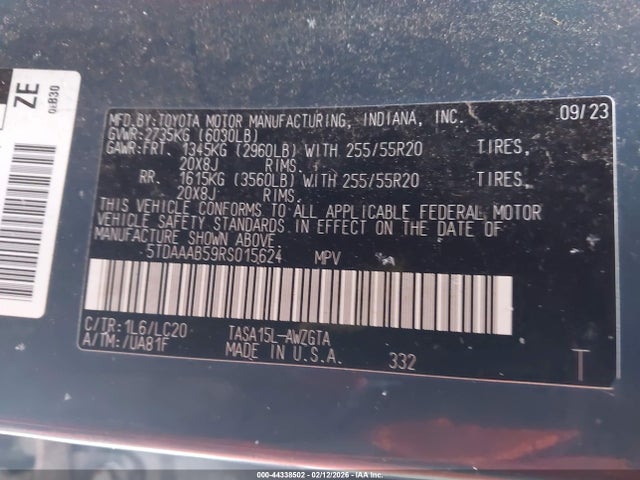 ZE
0EB30
MFD.BY:TOYOTA MOTOR MANUFACTURING, INDIANA, INC. 09/23
GVWR:2735KG (6030LB)
GAWR:FRT. 1345KG (2960LB) WITH 255/55R20 TIRES,
20X8J RIMS,
RR. 1615KG (3560LB) WITH 255/55R20 TIRES,
20X8J RIMS.
THIS VEHICLE CONFORMS TO ALL APPLICABLE FEDERAL MOTOR
VEHICLE SAFETY STANDARDS IN EFFECT ON THE DATE OF
MANUFACTURE SHOWN ABOVE.
5TDAAAB59RS015624 MPV
C/TR:1L6/LC20 TASA15L-AWZGTA
A/TM:/UA81F MADE IN U.S.A. 332 T
000-44338502 - 02/12/2026 - IAA Inc.